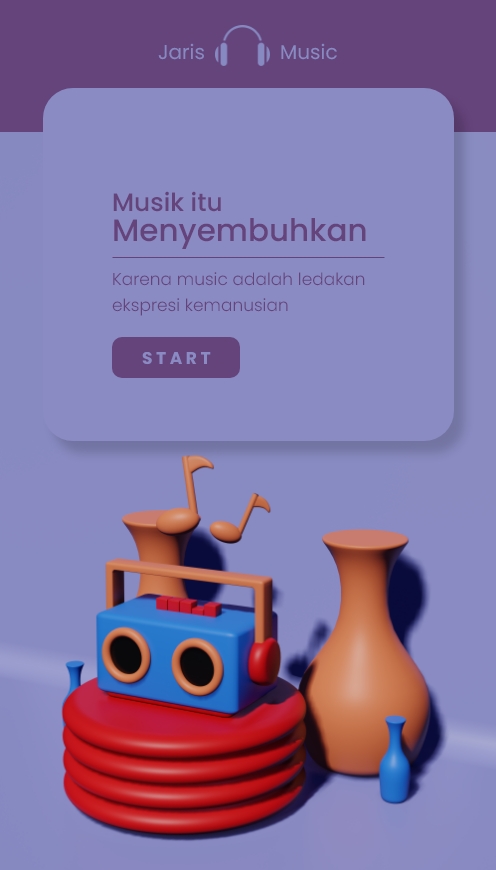 Jaris Music
Musik itu
Menyembuhkan
Karena music adalah ledakan
ekspresi kemanusian
START